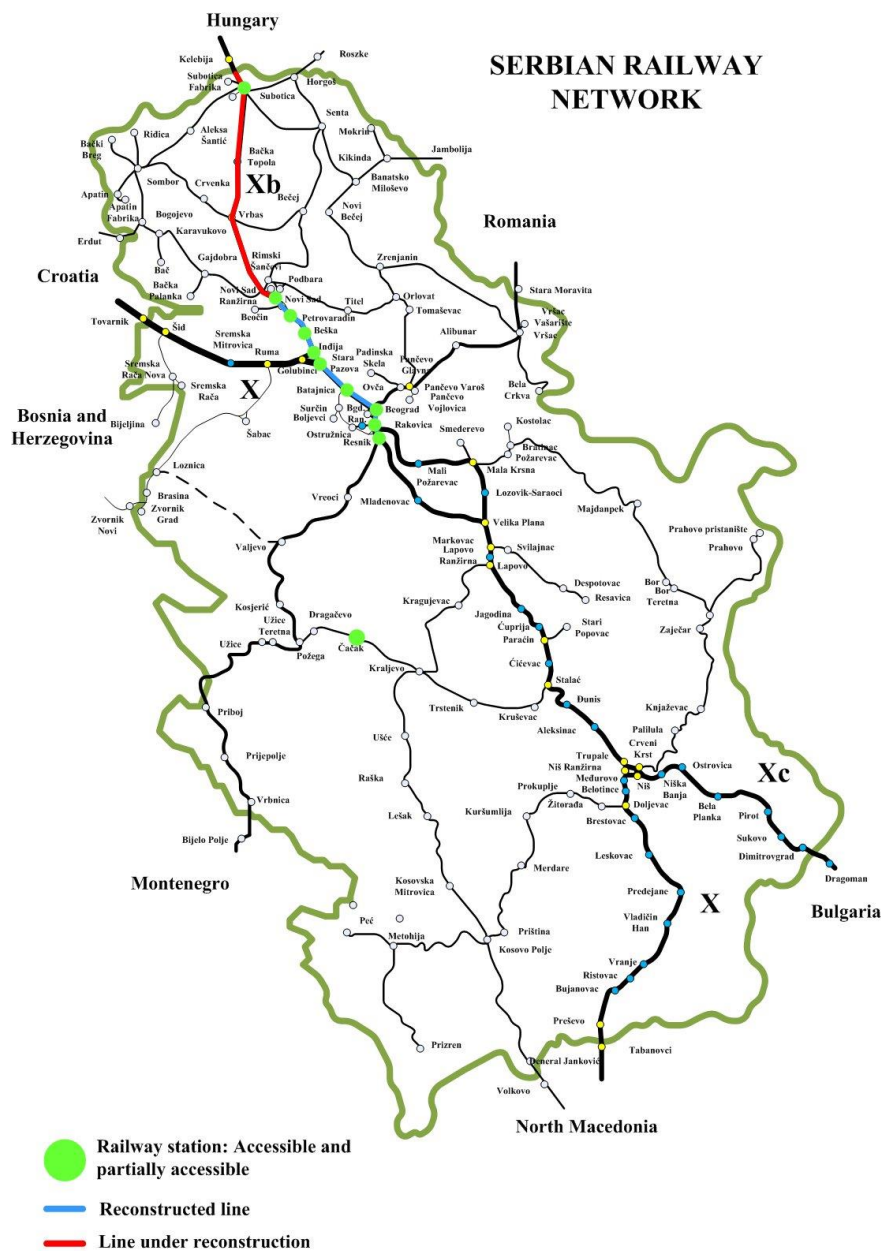 Hungary
SERBIAN RAILWAY
NETWORK
Roszke
Kelebija
Subotica
Fabrika
Horgoš
Subotica
Aleksa
Šantić
Senta
Mokrin
Riđica
Bački
Breg
Bačka
Topola
Kikinda
Jambolija
Banatsko
Miloševo
Xb
Sombor
Crvenka
Bečej
Apatin
Apatin
Fabrika
Vrbas
Novi
Bečej
Romania
Bogojevo
Karavukovo
Erdut
Rimski
Šančevi
Zrenjanin
Croatia
Gajdobra
Bač
Podbara
Stara Moravita
Bačka
Palanka
Novi Sad
Ranžirna
Novi Sad
Orlovat
Beočin
Petrovaradin
Titel
Tomaševac
Vršac
Vašarište
Vršac
Tovarnik
Šid
Beška
Alibunar
Sremska
Mitrovica
Inđija
Ruma
Stara
Pazova
Padinska
Skela
Punčevo
Glavna
Golubinci
Sremska
Rača Nova
X
Batajnica
Ovča
Pančevo Varoš
Pančevo
Vojlovica
Bela
Crkva
Sremska
Rača
Surčin
Boljevci
Bgd.
Ran.
Beograd
Bosnia and
Herzegovina
Bijeljina
Šabac
Ostružnica
Rakovica
Smederevo
Kostolac
Resnik
Bratinac
Požarevac
Loznica
Mali
Požarevac
Mala Krsna
Vreoci
Mladenovac
Lozovik-Saraoci
Brasina
Zvornik
Grad
Zvornik
Novi
Majdanpek
Velika Plana
Prahovo pristanište
Prahovo
Valjevo
Markovac
Lapovo
Ranžirna
Svilajnac
Lapovo
Despotovac
Resavica
Bor
Bor
Teretna
Kosjerić
Kragujevac
Jagodina
Dragačevo
Ćuprija
Stari
Popovac
Užice
Teretna
Užice
Zaječar
Požega
Čačak
Paraćin
Kraljevo
Ćićevac
Stalać
Trstenik
Kruševac
Đunis
Knjaževac
Priboj
Ušće
Aleksinac
Palilula
Crveni
Krst
Prijepolje
Raška
Trupale
Niš Ranžirna
Ostrovica
Xc
Međurovo
Belotince
Niš
Niška
Banja
Vrbnica
Prokuplje
Žitorađa
Doljevac
Bela
Planka
Pirot
Lešak
Kuršumlija
Brestovac
Sukovo
Bijelo Polje
Leskovac
Dimitrovgrad
Merdare
Dragoman
Montenegro
Kosovska
Mitrovica
Predejane
X
Bulgaria
Peć
Vladičin
Han
Metohija
Priština
Kosovo Polje
Vranje
Ristovac
Bujanovac
Preševo
Prizren
Đeneral Janković
Tabanovci
Volkovo
North Macedonia
Railway station: Accessible and
partially accessible
Reconstructed line
Line under reconstruction